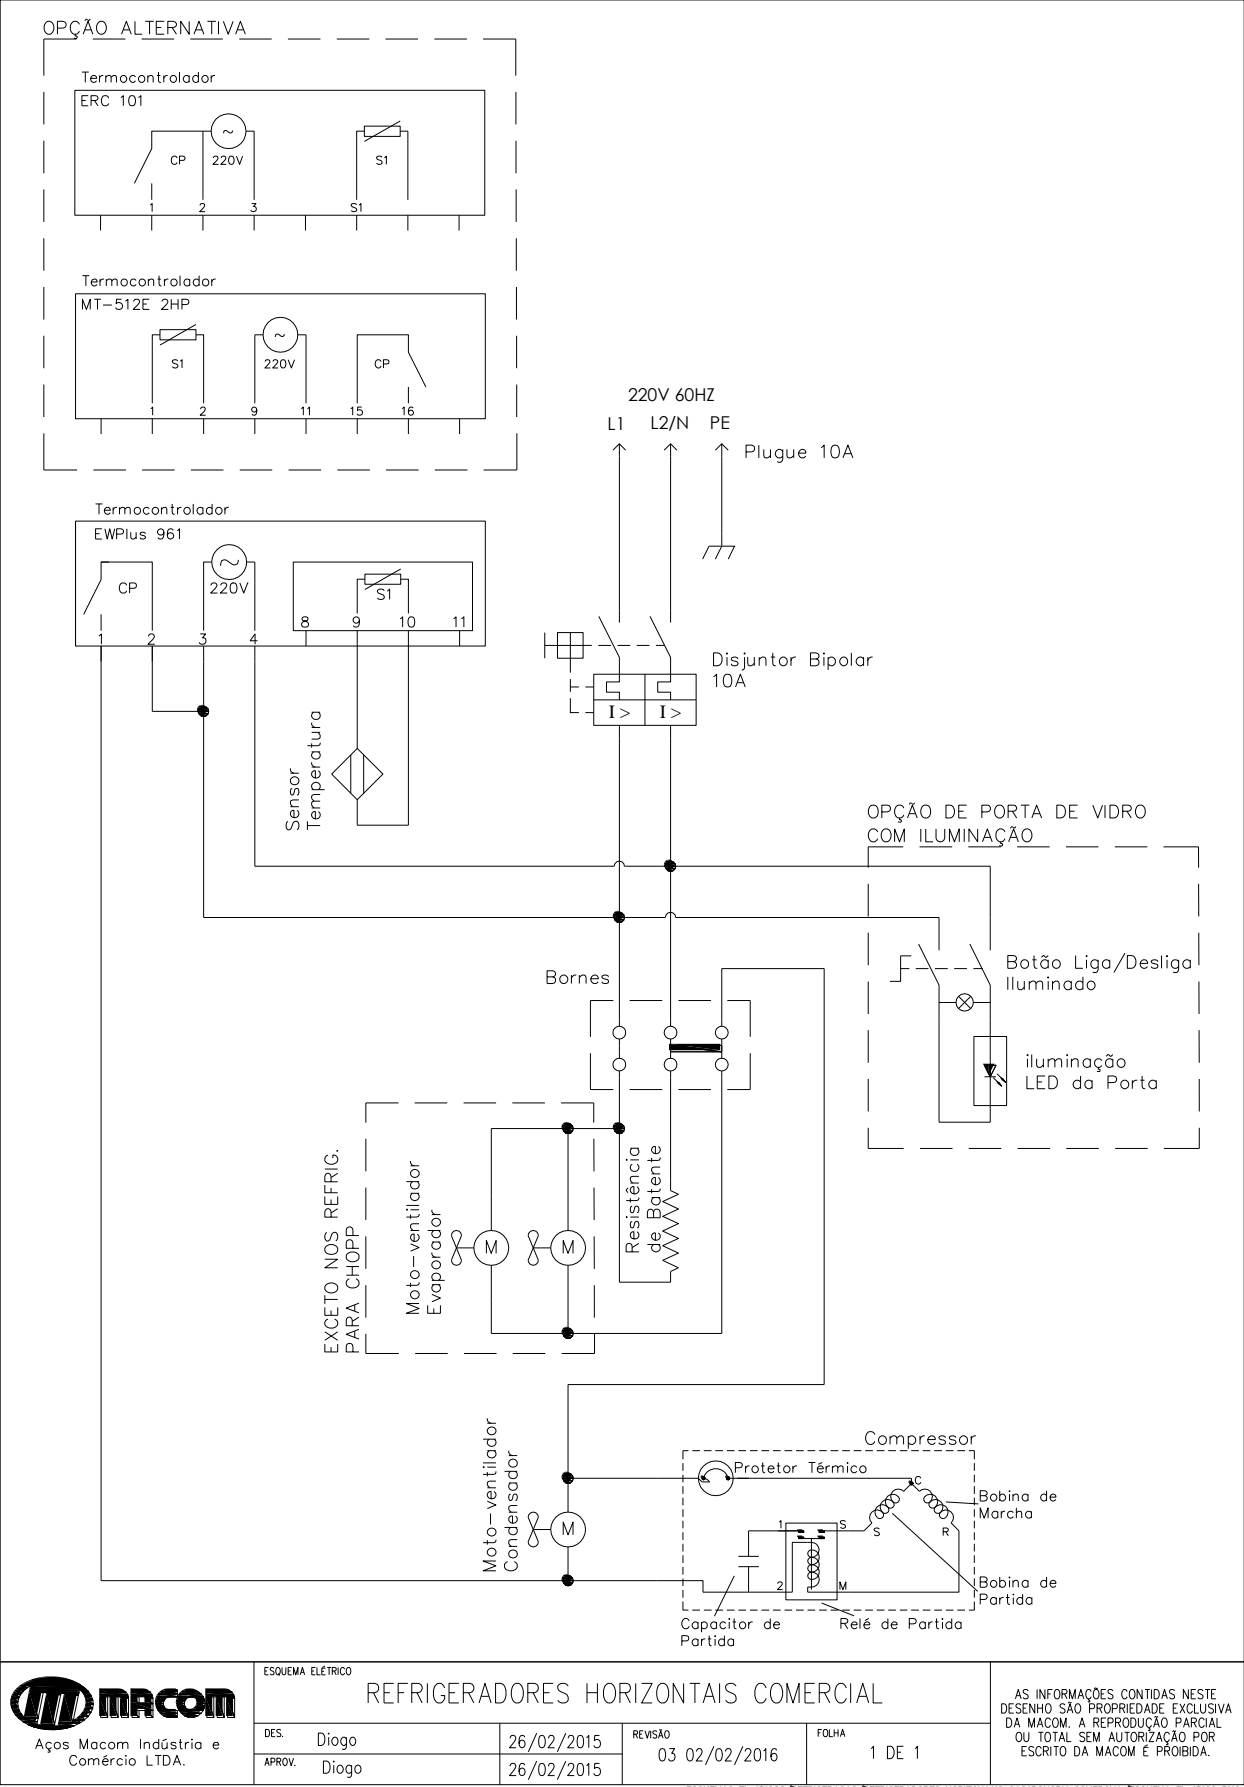 OPÇÃO ALTERNATIVA
Termocontrolador
ERC 101
CP
~
220V
S1
1 2 3 S1
Termocontrolador
MT-512E 2HP
S1
~
220V
CP
1 2 9 11 15 16
220V 60HZ
L1 L2/N PE
Plugue 10A
Termocontrolador
EWPlus 961
CP
~
220V
S1
1 2 3 4 8 9 10 11
Disjuntor Bipolar
10A
I > I >
Sensor
Temperatura
OPÇÃO DE PORTA DE VIDRO
COM ILUMINAÇÃO
Botão Liga/Desliga
Iluminado
iluminação
LED da Porta
Bornes
EXCETO NOS REFRIG.
PARA CHOPP
Moto-ventilador
Evaporador
M M
Resistência
de Batente
Moto-ventilador
Condensador
M
Compressor
Protetor Térmico
C
Bobina de
Marcha
1 S S R
2 M
Bobina de
Partida
Capacitor de
Partida
Relé de Partida
MACOM
Aços Macom Indústria e
Comércio LTDA.
ESQUEMA ELÉTRICO
REFRIGERADORES HORIZONTAIS COMERCIAL
DES. Diogo 26/02/2015
APROV. Diogo 26/02/2015
REVISÃO
03 02/02/2016
FOLHA
1 DE 1
AS INFORMAÇÕES CONTIDAS NESTE
DESENHO SÃO PROPRIEDADE EXCLUSIVA
DA MACOM. A REPRODUÇÃO PARCIAL
OU TOTAL SEM AUTORIZAÇÃO POR
ESCRITO DA MACOM É PROIBIDA.